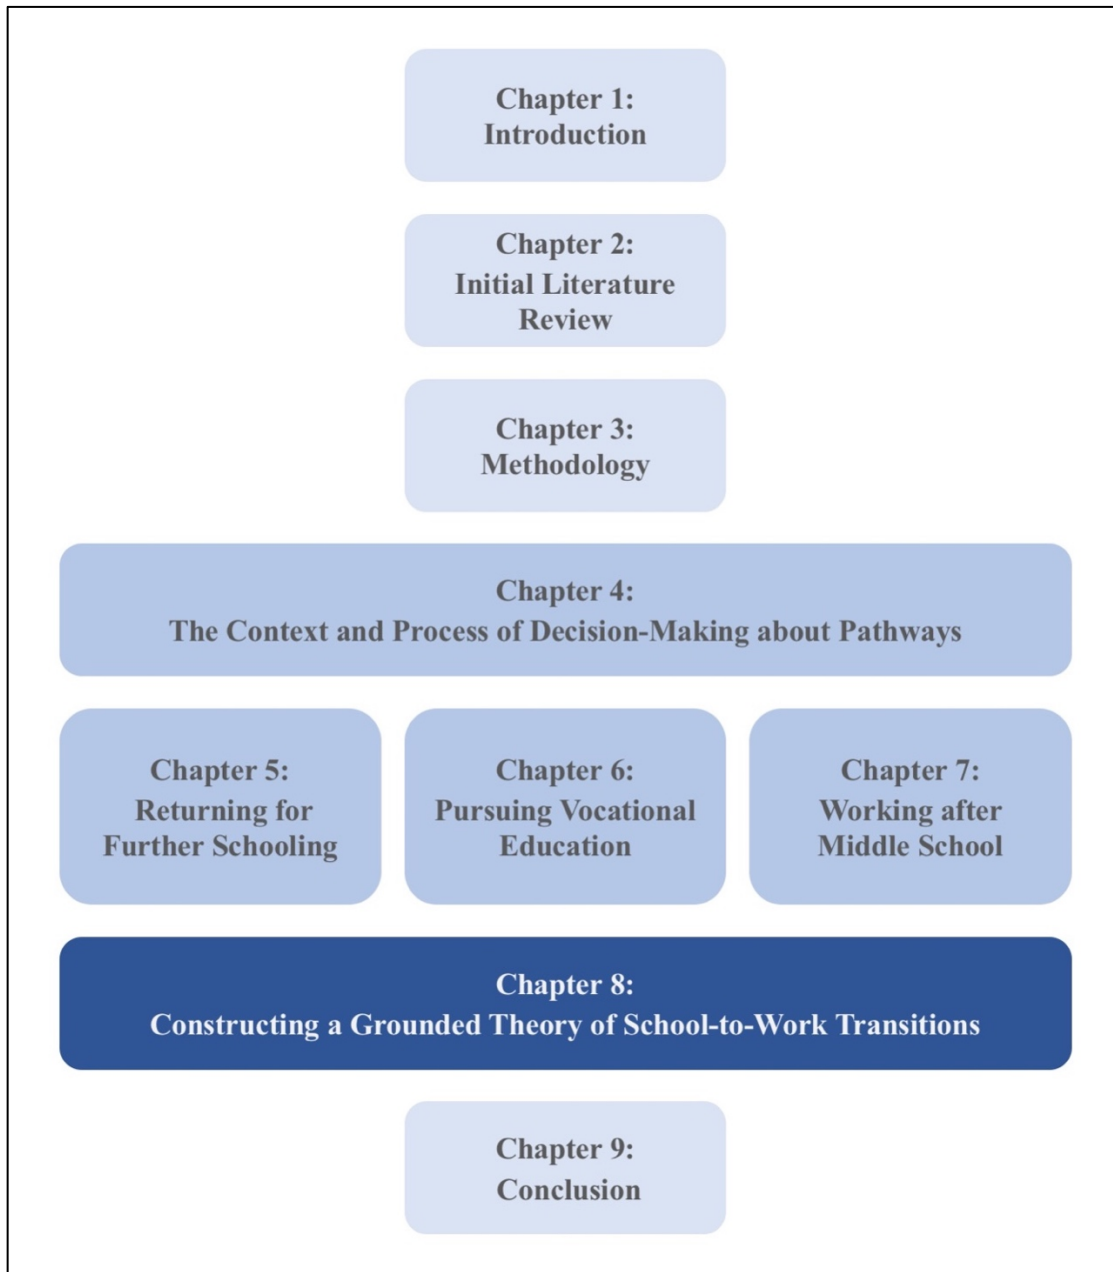 Chapter 1:
Introduction
Chapter 2:
Initial Literature
Review
Chapter 3:
Methodology
Chapter 4:
The Context and Process of Decision-Making about Pathways
Chapter 5:
Returning for
Further Schooling
Chapter 6:
Pursuing Vocational
Education
Chapter 7:
Working after
Middle School
Chapter 8:
Constructing a Grounded Theory of School-to-Work Transitions
Chapter 9:
Conclusion